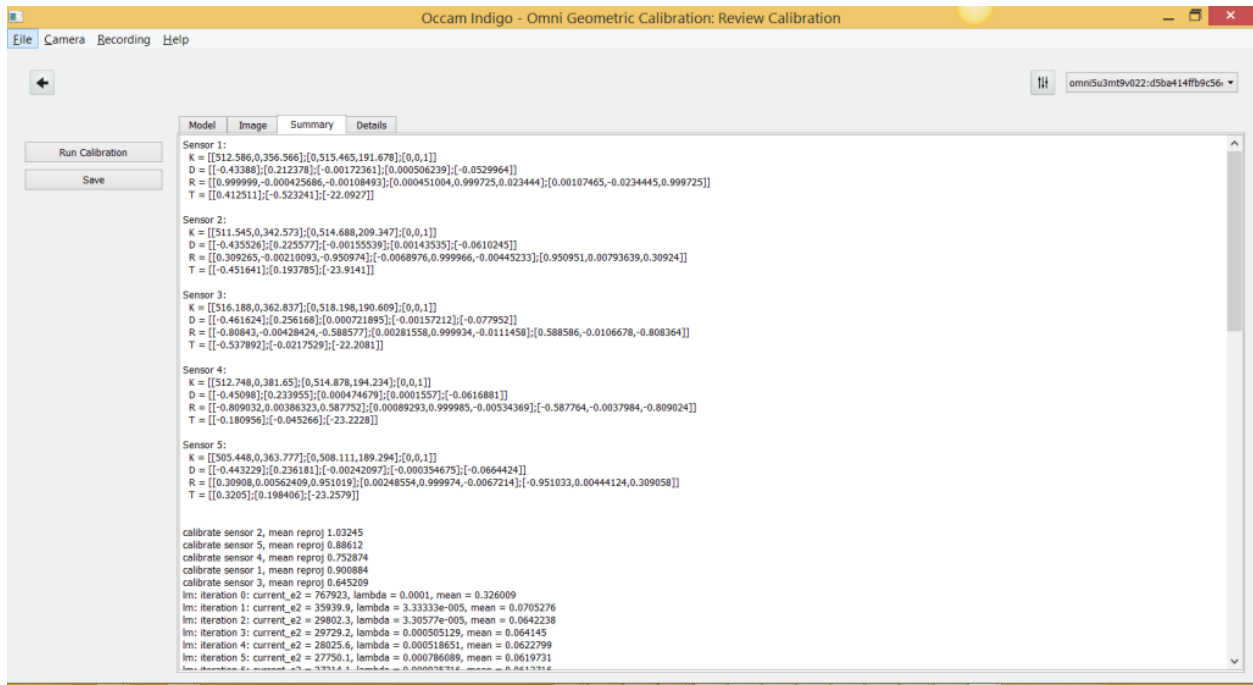 Occam Indigo - Omni Geometric Calibration: Review Calibration
File Camera Recording Help
omni5u3mt9v022:d5ba414ffb9c56
Model Image Summary Details
Run Calibration
Save
Sensor 1:
K = [[512.586,0,356.566];[0,515.465,191.678];[0,0,1]]
D = [[-0.43388];[0.212378];[-0.00172361];[0.000506239];[-0.0529964]]
R = [[0.999999,-0.000425686,-0.00108493];[0.000451004,0.999725,0.023444];[0.00107465,-0.0234445,0.999725]]
T = [[0.412511];[-0.523241];[-22.0927]]
Sensor 2:
K = [[511.545,0,342.573];[0,514.688,209.347];[0,0,1]]
D = [[-0.435526];[0.225577];[-0.00155539];[0.00143535];[-0.0610245]]
R = [[0.309265,-0.00210093,-0.950974];[-0.0068976,0.999966,-0.00445233];[0.950951,0.00793639,0.30924]]
T = [[-0.451641];[0.193785];[-23.9141]]
Sensor 3:
K = [[516.188,0,362.837];[0,518.198,190.609];[0,0,1]]
D = [[-0.461624];[0.256168];[0.000721895];[-0.00157212];[-0.077952]]
R = [[-0.80843,-0.00428424,-0.588577];[0.00281558,0.999934,-0.0111458];[0.588586,-0.0106678,-0.808364]]
T = [[-0.537892];[-0.0217529];[-22.2081]]
Sensor 4:
K = [[512.748,0,381.65];[0,514.878,194.234];[0,0,1]]
D = [[-0.45098];[0.233955];[0.000474679];[0.0001557];[-0.0616881]]
R = [[-0.809032,0.00386323,0.587752];[0.00089293,0.999985,-0.00534369];[-0.587764,-0.0037984,-0.809024]]
T = [[-0.180956];[-0.045266];[-23.2228]]
Sensor 5:
K = [[505.448,0,363.777];[0,508.111,189.294];[0,0,1]]
D = [[-0.443229];[0.236181];[-0.00242097];[-0.000354675];[-0.0664424]]
R = [[0.30908,0.00562409,0.951019];[0.00248554,0.999974,-0.0067214];[-0.951033,0.00444124,0.309058]]
T = [[0.3205];[0.198406];[-23.2579]]
calibrate sensor 2, mean reproj 1.03245
calibrate sensor 5, mean reproj 0.88612
calibrate sensor 4, mean reproj 0.752874
calibrate sensor 1, mean reproj 0.900884
calibrate sensor 3, mean reproj 0.645209
lm: iteration 0: current_e2 = 767923, lambda = 0.0001, mean = 0.326009
lm: iteration 1: current_e2 = 35939.9, lambda = 3.33333e-005, mean = 0.0705276
lm: iteration 2: current_e2 = 29802.3, lambda = 3.30577e-005, mean = 0.0642238
lm: iteration 3: current_e2 = 29729.2, lambda = 0.000505129, mean = 0.064145
lm: iteration 4: current_e2 = 28025.6, lambda = 0.000518651, mean = 0.0622799
lm: iteration 5: current_e2 = 27750.1, lambda = 0.000786089, mean = 0.0619731